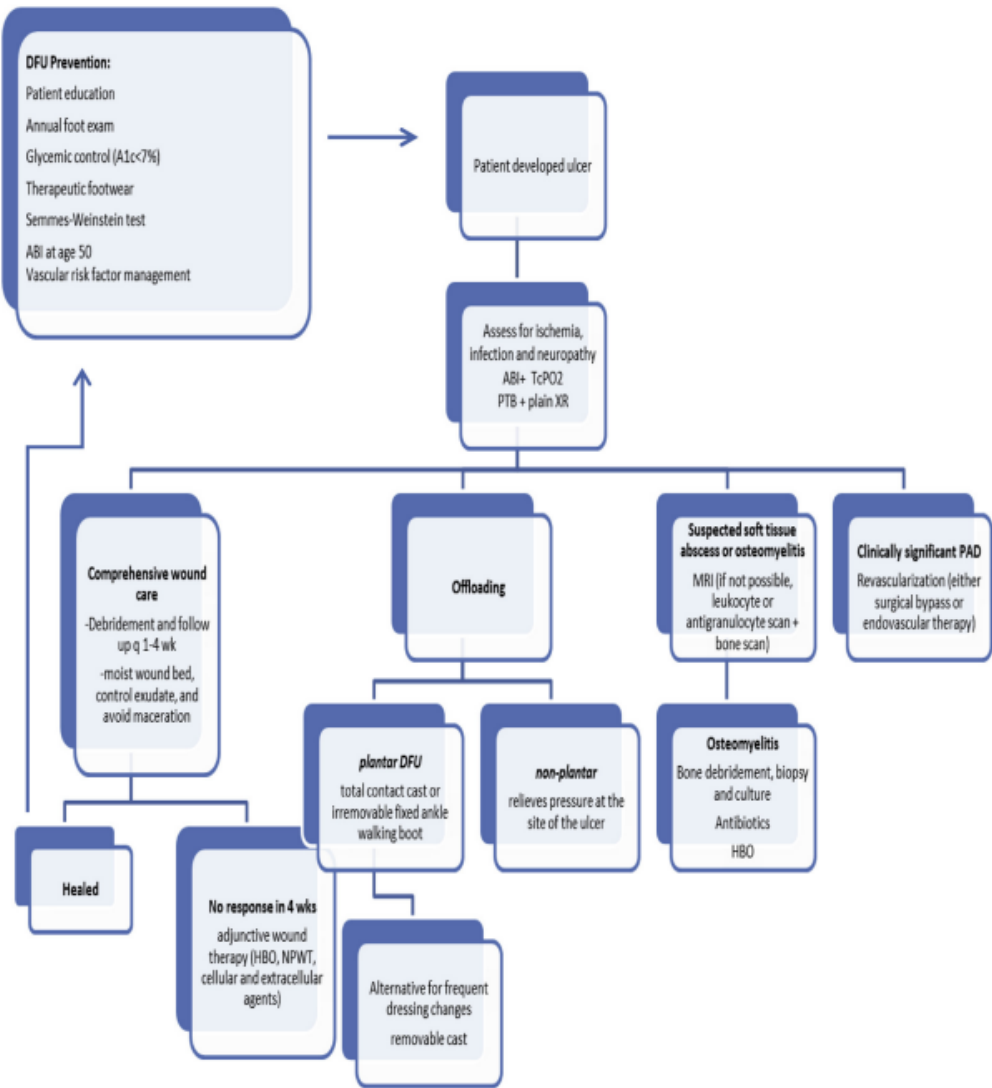 DFU Prevention:
Patient education
Annual foot exam
Glycemic control (A1c<7%)
Therapeutic footwear
Semmes-Weinstein test
ABI at age 50
Vascular risk factor management
Patient developed ulcer
Assess for ischemia,
infection and neuropathy
ABI+ TcPO2
PTB + plain XR
Comprehensive wound
care
-Debridement and follow
up q 1-4 wk
-moist wound bed,
control exudate, and
avoid maceration
Offloading
Suspected soft tissue
abscess or osteomyelitis
MRI (if not possible,
leukocyte or
antigranulocyte scan +
bone scan)
Clinically significant PAD
Revascularization (either
surgical bypass or
endovascular therapy)
Healed
No response in 4 wks
adjunctive wound
therapy (HBO, NPWT,
cellular and extracellular
agents)
plantar DFU
total contact cast or
irremovable fixed ankle
walking boot
non-plantar
relieves pressure at the
site of the ulcer
Osteomyelitis
Bone debridement, biopsy
and culture
Antibiotics
HBO
Alternative for frequent
dressing changes
removable cast